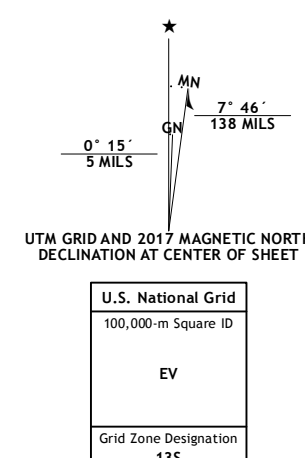 ★
MN
7° 46´
138 MILS
GN
0° 15´
5 MILS
UTM GRID AND 2017 MAGNETIC NORTH
DECLINATION AT CENTER OF SHEET
U.S. National Grid
100,000-m Square ID
EV
Grid Zone Designation
13S